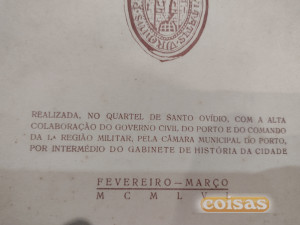 REALIZADA, NO QUARTEL DE SANTO OVÍDIO, COM A ALTA
COLABORAÇÃO DO GOVERNO CIVIL DO PORTO E DO COMANDO
DA 1.ª REGIÃO MILITAR, PELA CÂMARA MUNICIPAL DO PORTO,
POR INTERMÉDIO DO GABINETE DE HISTÓRIA DA CIDADE
FEVEREIRO—MARÇO
MCMLVI
coisas